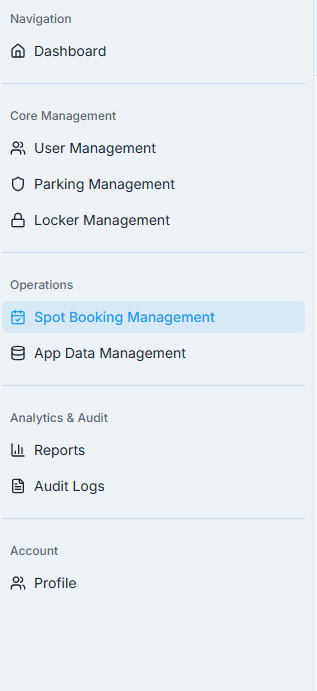 Navigation
Dashboard
Core Management
User Management
Parking Management
Locker Management
Operations
Spot Booking Management
App Data Management
Analytics & Audit
Reports
Audit Logs
Account
Profile